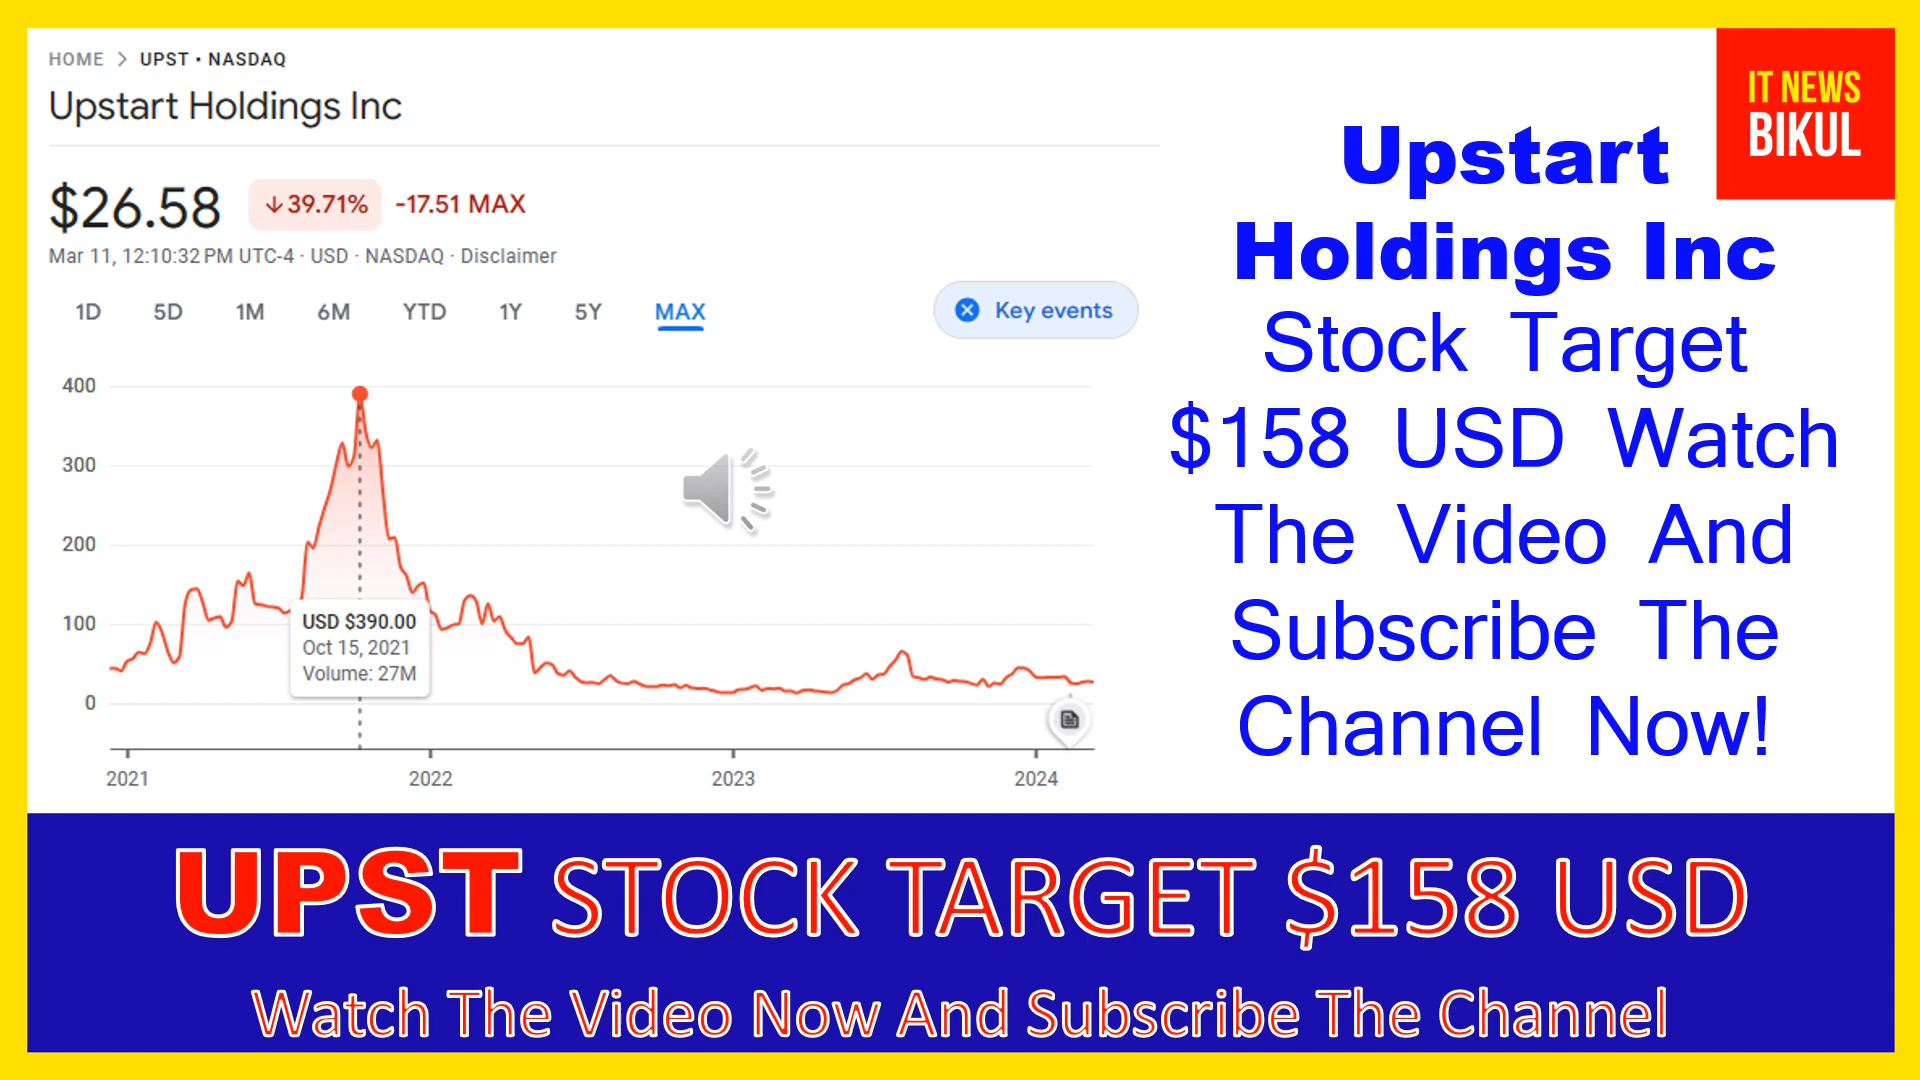 HOME > UPST • NASDAQ
Upstart Holdings Inc
$26.58 ↓39.71% -17.51 MAX
Mar 11, 12:10:32 PM UTC-4 · USD · NASDAQ · Disclaimer
1D 5D 1M 6M YTD 1Y 5Y MAX
Key events
400
300
200
100
0
USD $390.00
Oct 15, 2021
Volume: 27M
2021 2022 2023 2024
IT NEWS
BIKUL
Upstart
Holdings Inc
Stock Target
$158 USD Watch
The Video And
Subscribe The
Channel Now!
UPST STOCK TARGET $158 USD
Watch The Video Now And Subscribe The Channel